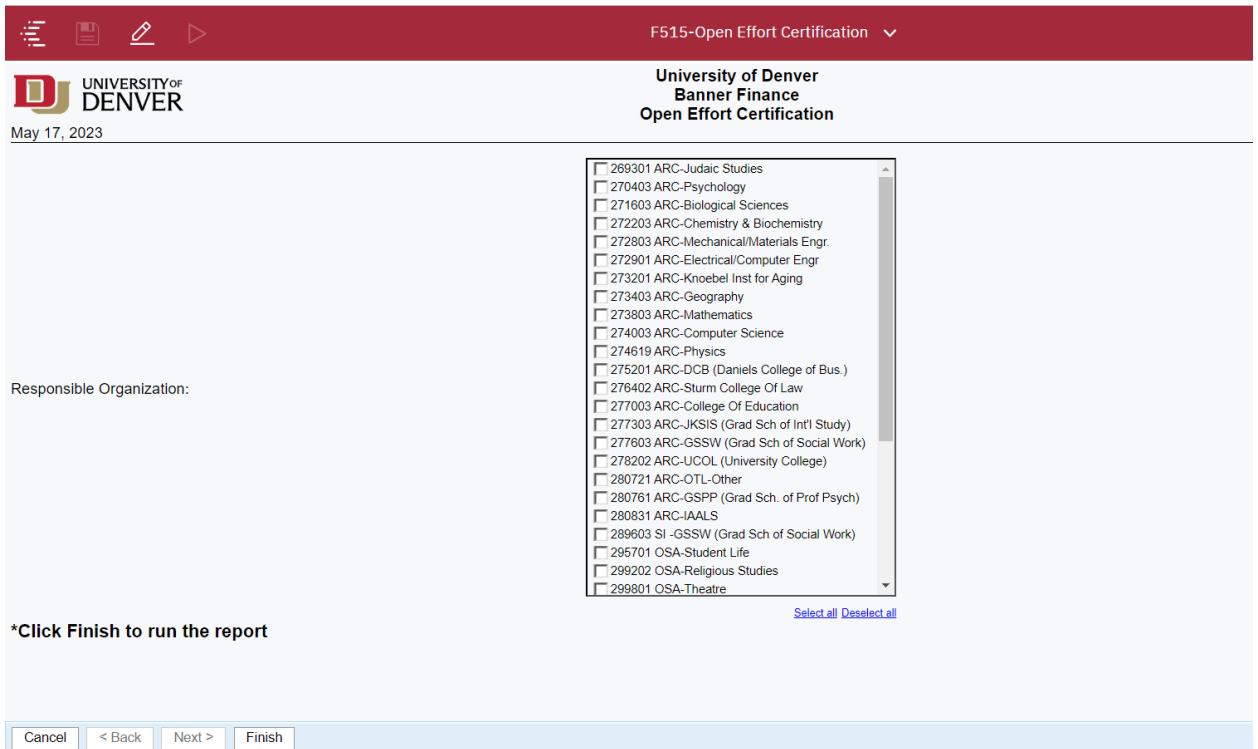 F515-Open Effort Certification
UNIVERSITY OF
DENVER
University of Denver
Banner Finance
Open Effort Certification
May 17, 2023
269301 ARC-Judaic Studies
270403 ARC-Psychology
271603 ARC-Biological Sciences
272203 ARC-Chemistry & Biochemistry
272803 ARC-Mechanical/Materials Engr.
272901 ARC-Electrical/Computer Engr
273201 ARC-Knoebel Inst for Aging
273403 ARC-Geography
273803 ARC-Mathematics
274003 ARC-Computer Science
274619 ARC-Physics
275201 ARC-DCB (Daniels College of Bus.)
Responsible Organization:
276402 ARC-Sturm College Of Law
277003 ARC-College Of Education
277303 ARC-JKSIS (Grad Sch of Int'l Study)
277603 ARC-GSSW (Grad Sch of Social Work)
278202 ARC-UCOL (University College)
280721 ARC-OTL-Other
280761 ARC-GSPP (Grad Sch. of Prof Psych)
280831 ARC-IAALS
289603 SI -GSSW (Grad Sch of Social Work)
295701 OSA-Student Life
299202 OSA-Religious Studies
299801 OSA-Theatre
Select all Deselect all
*Click Finish to run the report
Cancel < Back Next > Finish